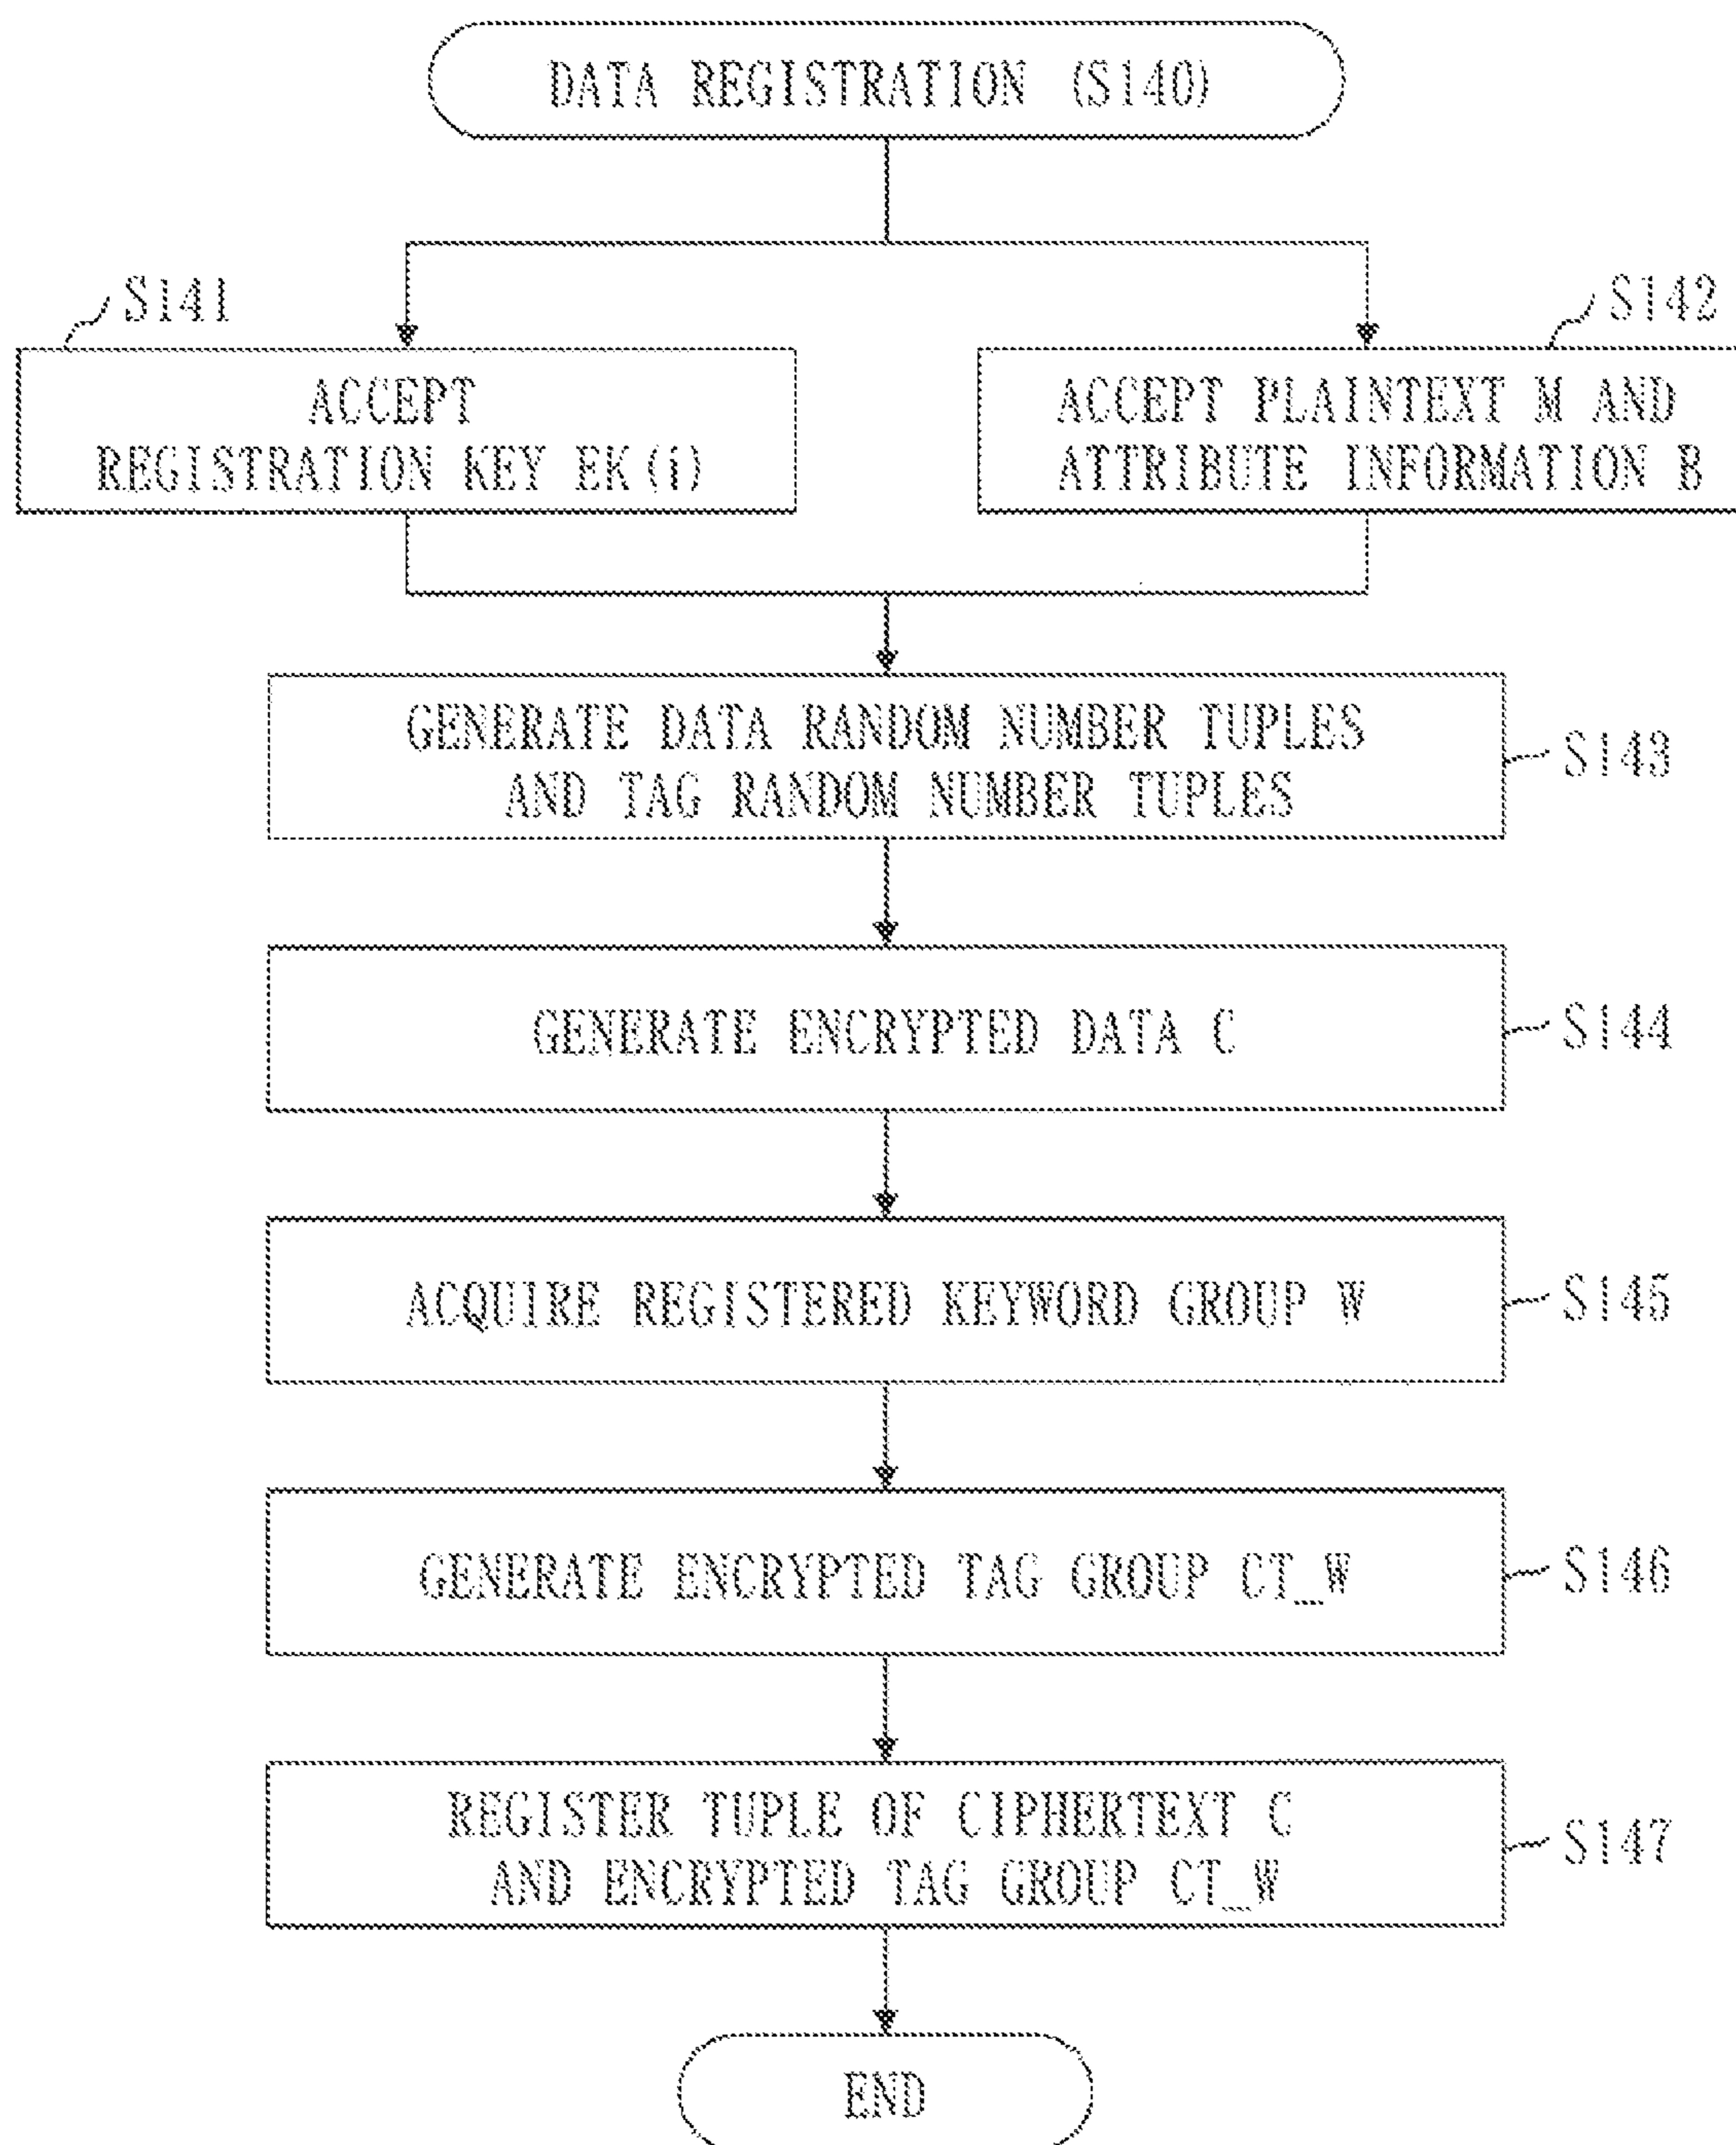 DATA REGISTRATION (S140)
S141
S142
ACCEPT
REGISTRATION KEY EK(i)
ACCEPT PLAINTEXT M AND
ATTRIBUTE INFORMATION B
GENERATE DATA RANDOM NUMBER TUPLES
AND TAG RANDOM NUMBER TUPLES
S143
GENERATE ENCRYPTED DATA C
S144
ACQUIRE REGISTERED KEYWORD GROUP W
S145
GENERATE ENCRYPTED TAG GROUP CT_W
S146
REGISTER TUPLE OF CIPHERTEXT C
AND ENCRYPTED TAG GROUP CT_W
S147
END